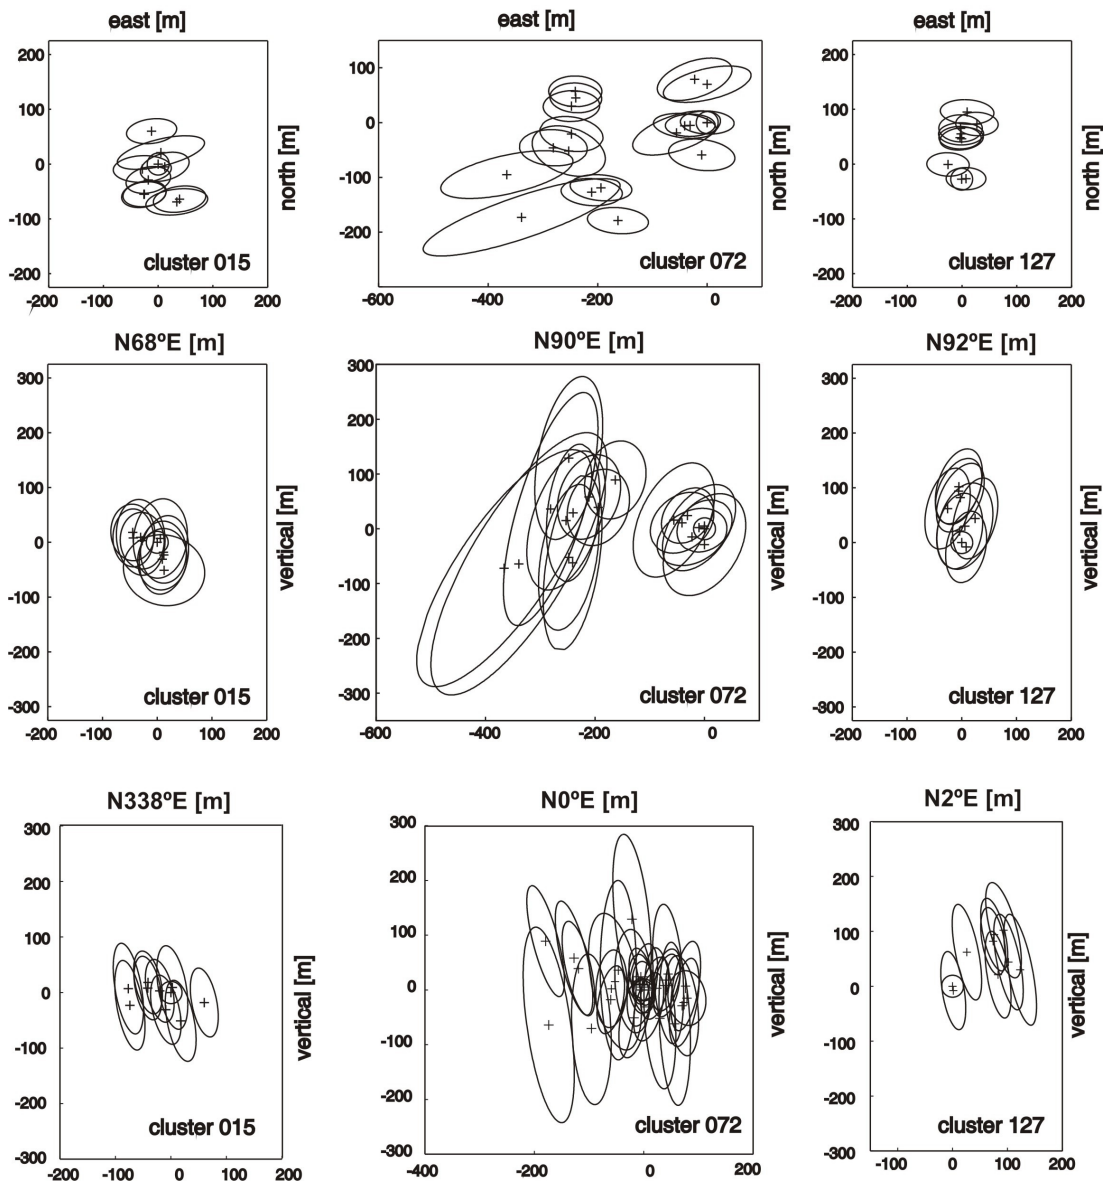 east [m] east [m] east [m]
200 100 200
100 0 100
0 -100 0
-100 -200 -100
-200 -200
north [m] north [m] north [m]
cluster 015 cluster 072 cluster 127
-200 -100 0 100 200 -600 -400 -200 0 -200 -100 0 100 200
N68ºE [m] N90ºE [m] N92ºE [m]
300 300 300
200 200 200
100 100 100
0 0 0
-100 -100 -100
-200 -200 -200
-300 -300 -300
vertical [m] vertical [m] vertical [m]
cluster 015 cluster 072 cluster 127
-200 -100 0 100 200 -600 -400 -200 0 -200 -100 0 100 200
N338ºE [m] N0ºE [m] N2ºE [m]
300 300 300
200 200 200
100 100 100
0 0 0
-100 -100 -100
-200 -200 -200
-300 -300 -300
vertical [m] vertical [m] vertical [m]
cluster 015 cluster 072 cluster 127
-200 -100 0 100 200 -400 -200 0 200 -100 0 100 200